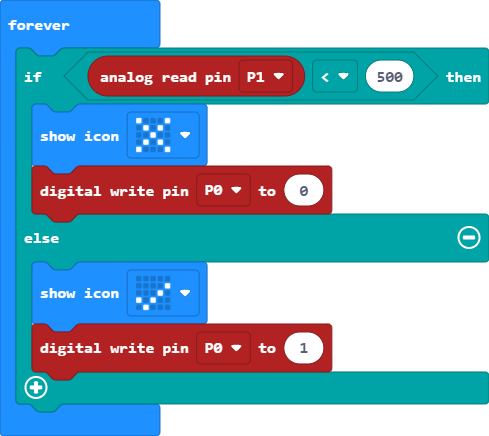 forever
if analog read pin P1 < 500 then
show icon
digital write pin P0 to 0
else
show icon
digital write pin P0 to 1